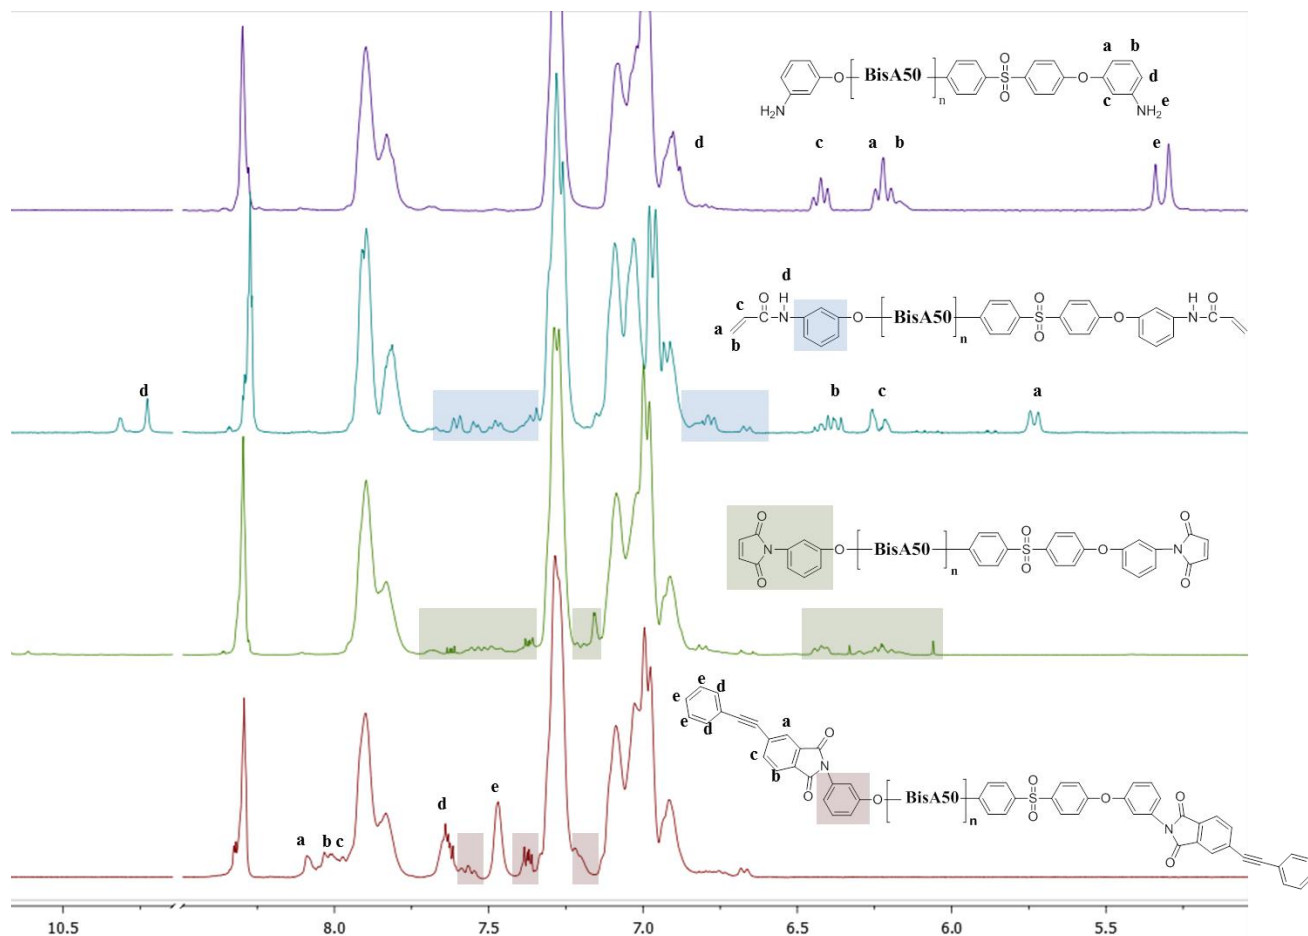 a b
O BisA50 S O d
O O
n c
H₂N NH₂ e
d c a b e
d
H H
c O N O BisA50 S O N O
a O O
b n
d b c a
O O
N O BisA50 S O N
O O O O
n
e d
e a O
e d
c N
b O O BisA50 S O
O O
n N O
O
d e
a b c
10.5 8.0 7.5 7.0 6.5 6.0 5.5